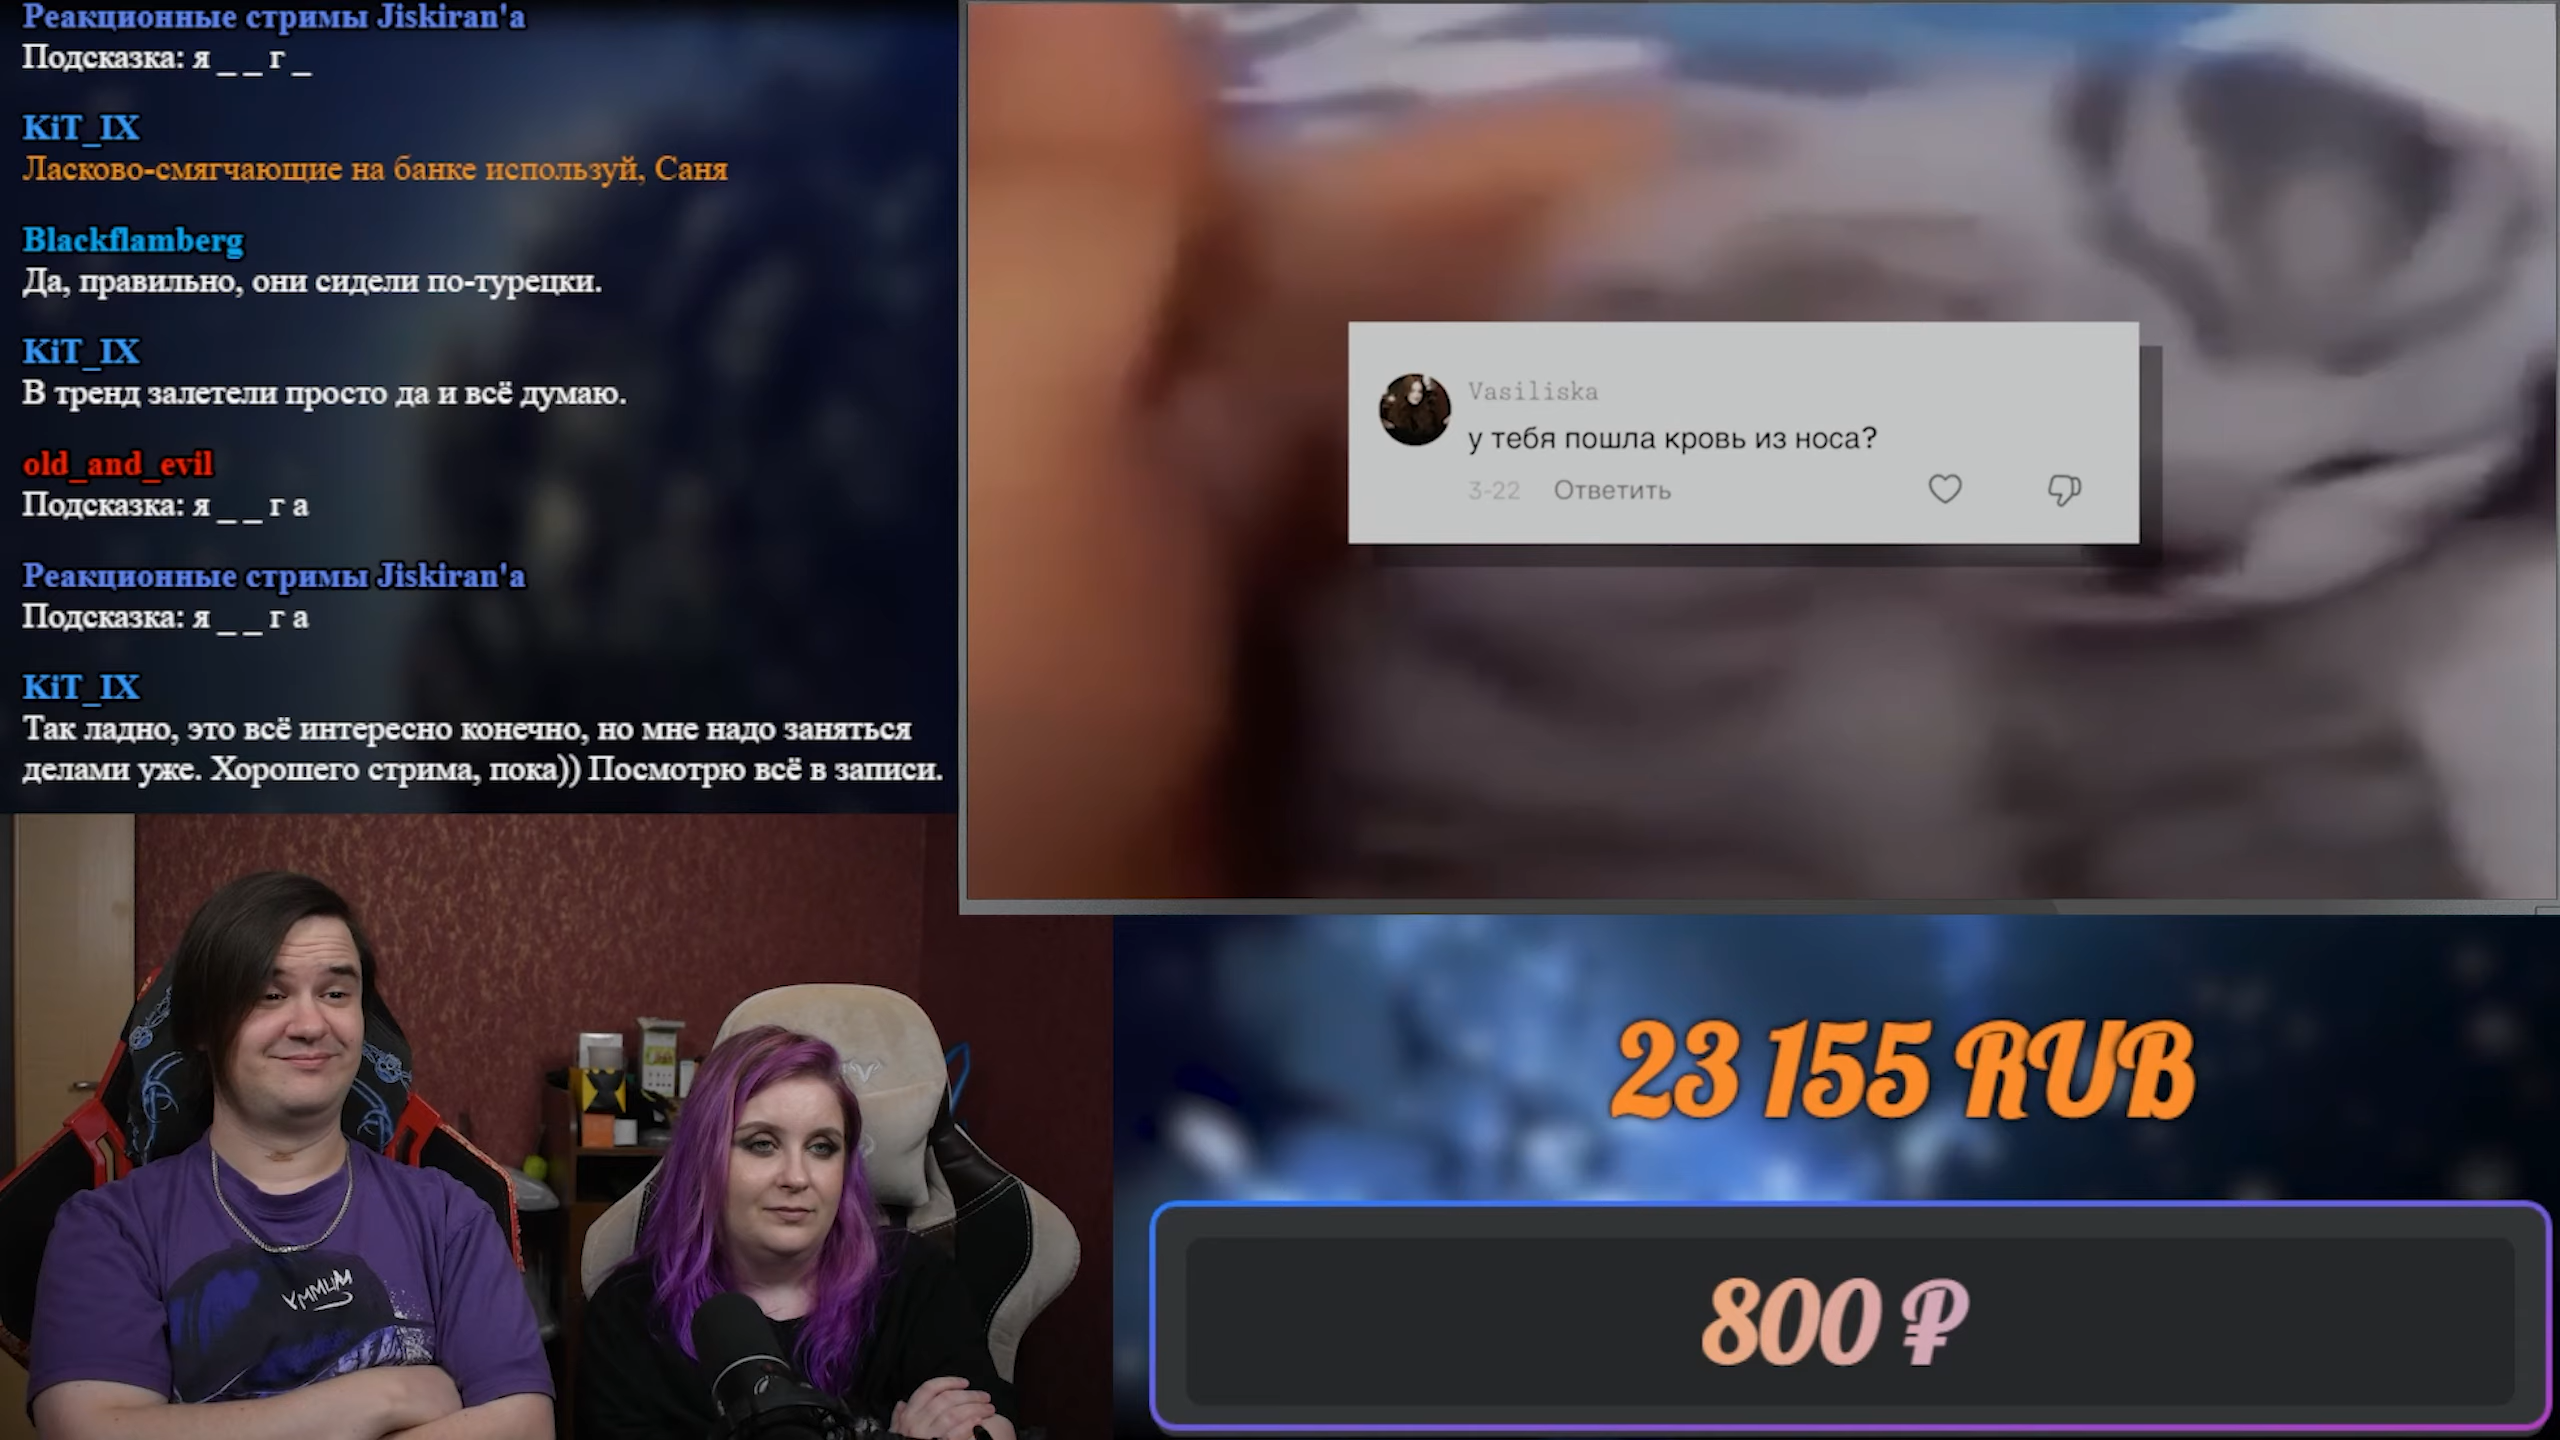 Реакционные стримы Jiskiran'a
Подсказка: я _ _ г _
KiT_IX
Ласково-смягчающие на банке используй, Саня
Blackflamberg
Да, правильно, они сидели по-турецки.
KiT_IX
В тренд залетели просто да и всё думаю.
old_and_evil
Подсказка: я _ _ г а
Реакционные стримы Jiskiran'a
Подсказка: я _ _ г а
KiT_IX
Так ладно, это всё интересно конечно, но мне надо заняться
делами уже. Хорошего стрима, пока)) Посмотрю всё в записи.
Vasiliska
у тебя пошла кровь из носа?
3-22 Ответить
23 155 RUB
800 ₽